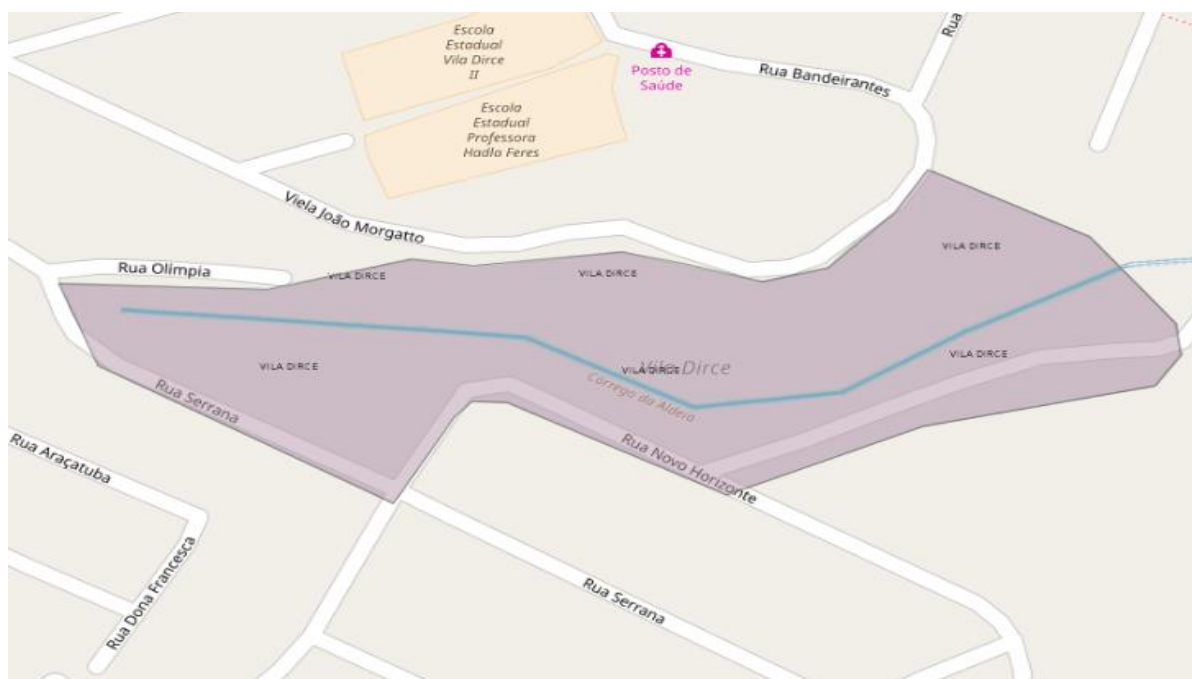 Escola
Estadual
Vila Dirce
II
Posto de
Saúde
Rua Bandeirantes
Rua
Escola
Estadual
Professora
Hadla Feres
Viela João Morgatto
Rua Olímpia
VILA DIRCE
VILA DIRCE
VILA DIRCE
VILA DIRCE
VILA DIRCE
VILA DIRCE
Vila Dirce
Corrego da Aldeia
Rua Serrana
Rua Novo Horizonte
Rua Araçatuba
Rua Dona Francesca
Rua Serrana